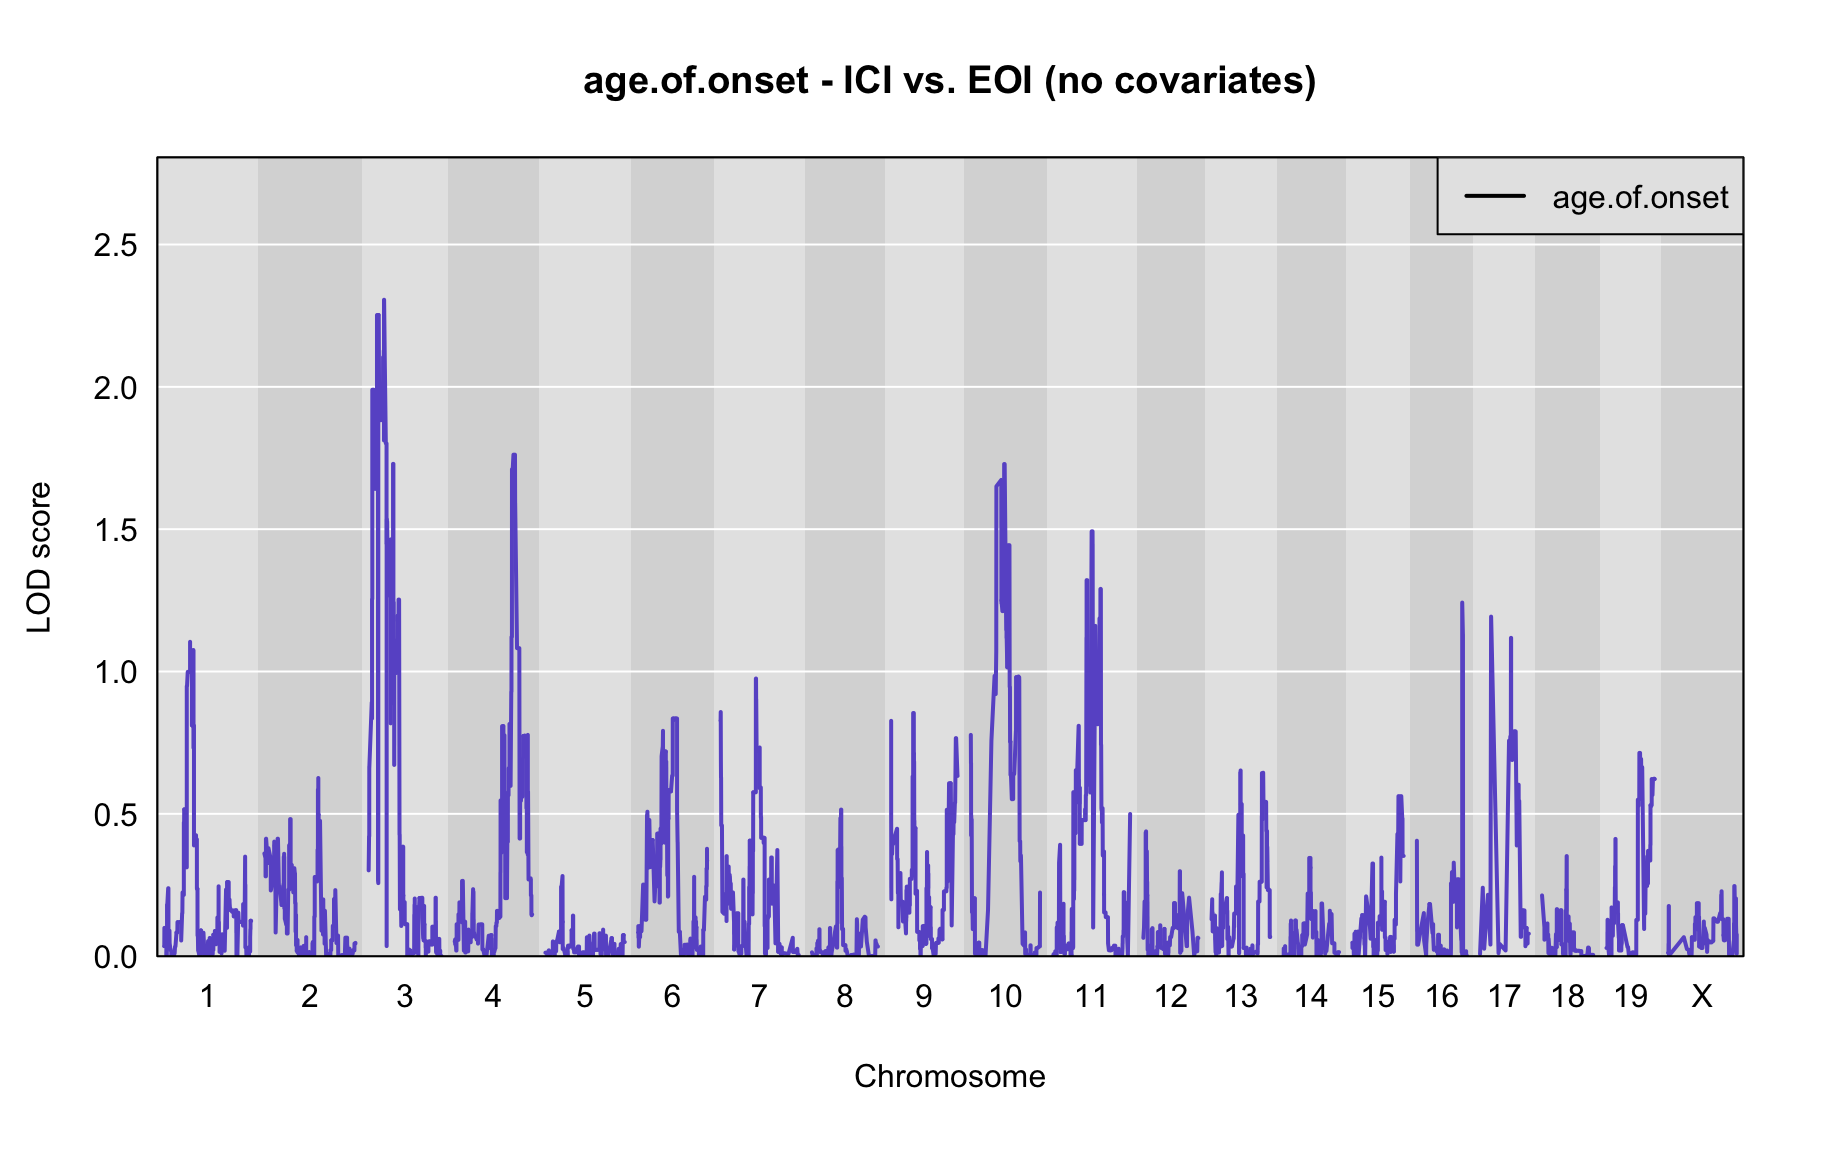 age.of.onset - ICI vs. EOI (no covariates)
age.of.onset
LOD score
2.5
2.0
1.5
1.0
0.5
0.0
1 2 3 4 5 6 7 8 9 10 11 12 13 14 15 16 17 18 19 X
Chromosome